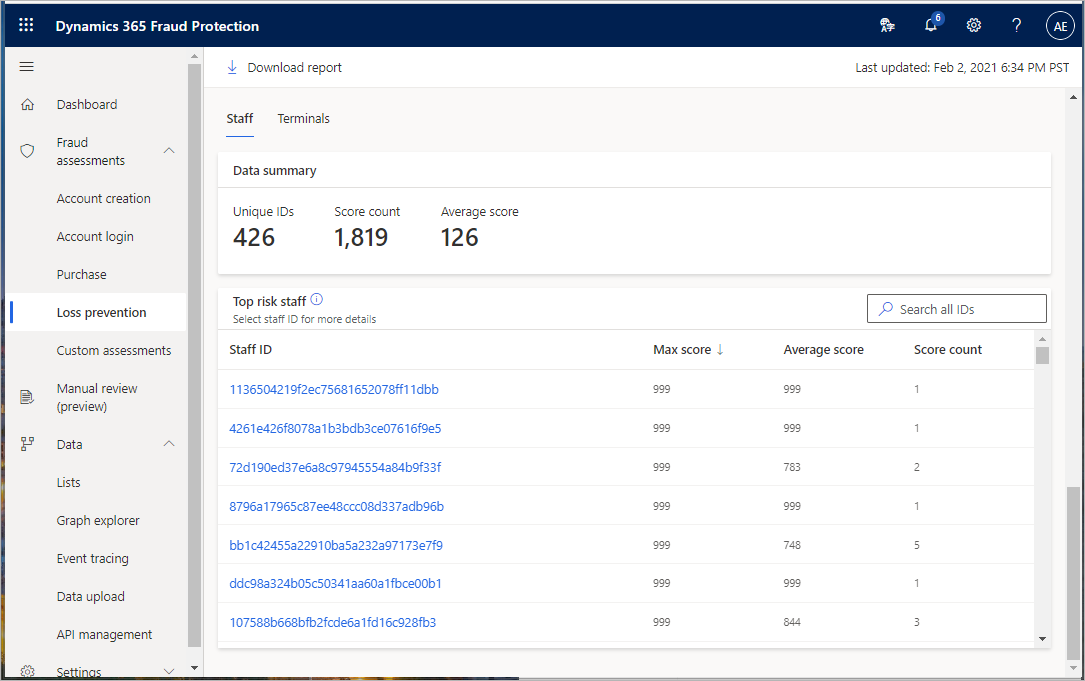 Dynamics 365 Fraud Protection
6
?
AE
Download report
Last updated: Feb 2, 2021 6:34 PM PST
Dashboard
Fraud
assessments
Account creation
Account login
Purchase
Loss prevention
Custom assessments
Manual review
(preview)
Data
Lists
Graph explorer
Event tracing
Data upload
API management
Settings
Staff Terminals
Data summary
Unique IDs Score count Average score
426 1,819 126
Top risk staff
Select staff ID for more details
Search all IDs
Staff ID Max score ↓ Average score Score count
1136504219f2ec75681652078ff11dbb 999 999 1
4261e426f8078a1b3bdb3ce07616f9e5 999 999 1
72d190ed37e6a8c97945554a84b9f33f 999 783 2
8796a17965c87ee48ccc08d337adb96b 999 999 1
bb1c42455a22910ba5a232a97173e7f9 999 748 5
ddc98a324b05c50341aa60a1fbce00b1 999 999 1
107588b668bfb2fcde6a1fd16c928fb3 999 844 3